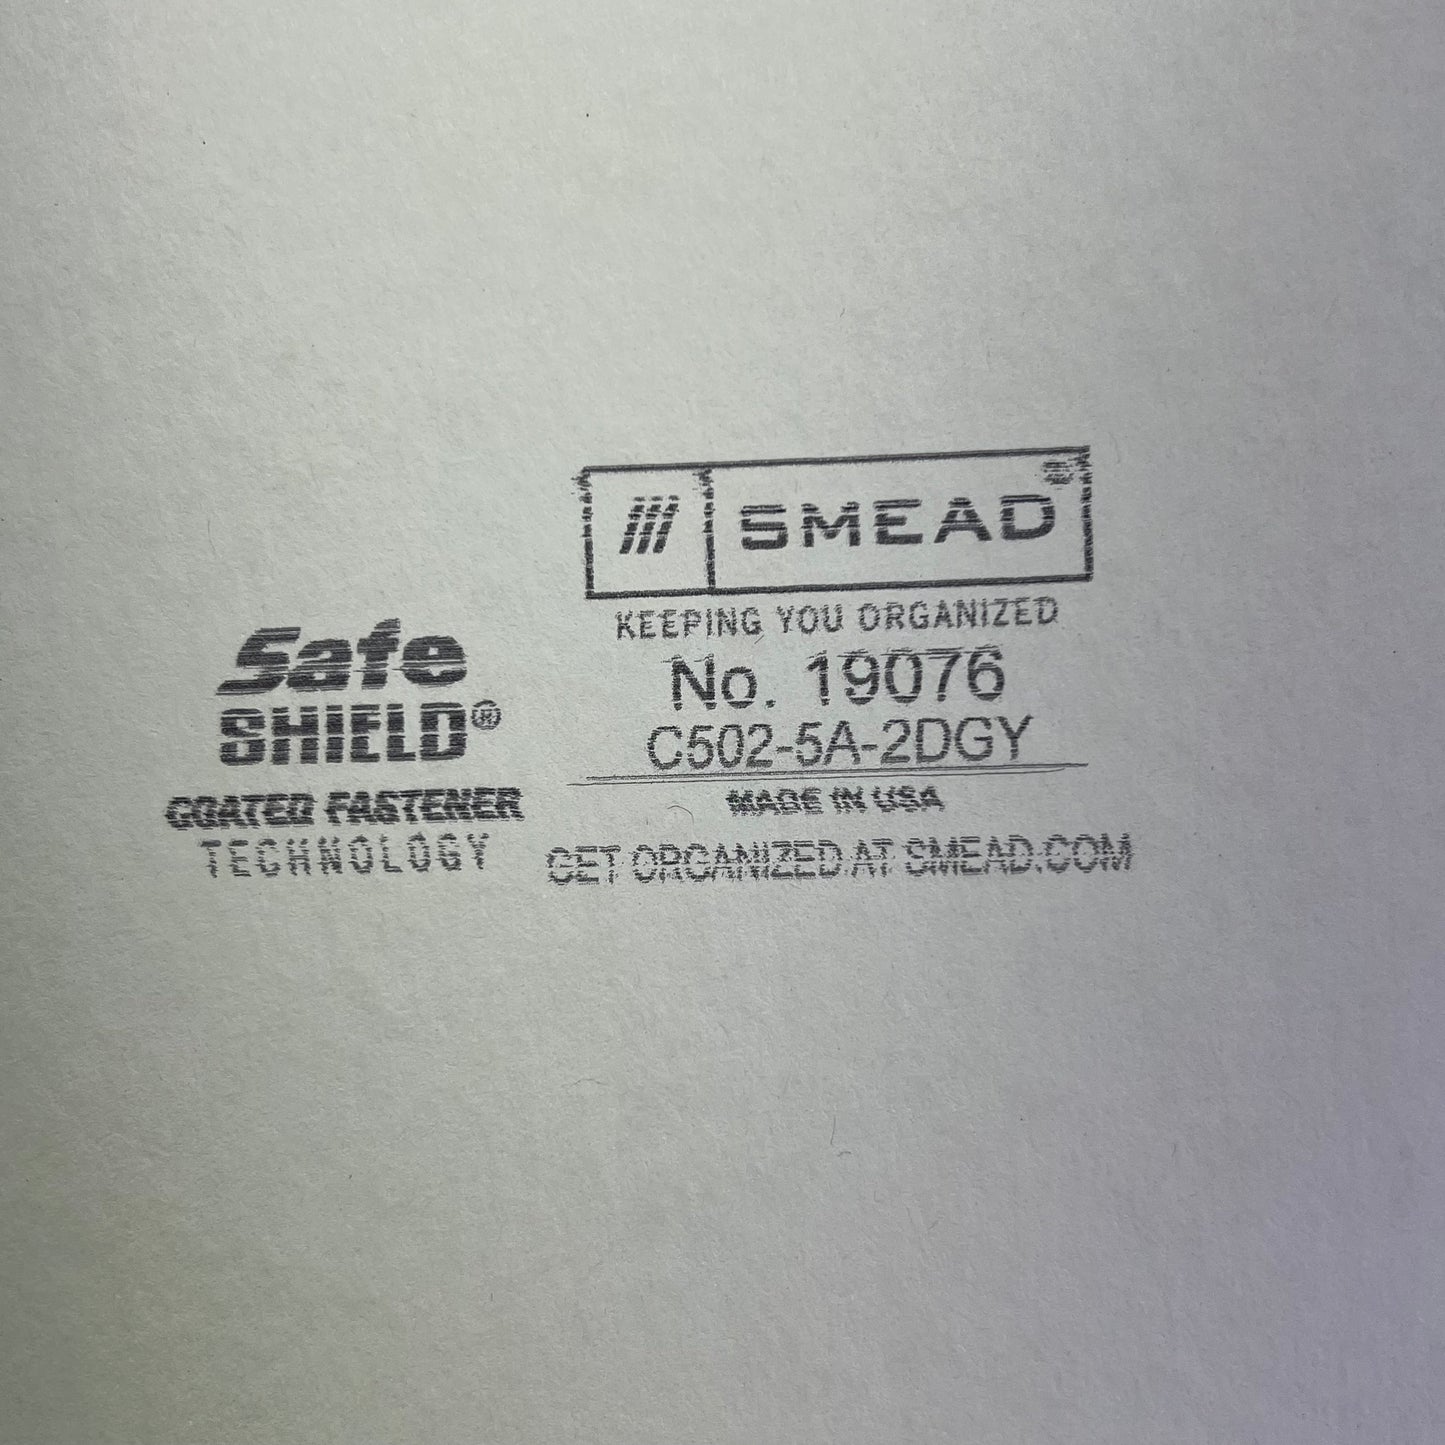 SMEAD®
KEEPING YOU ORGANIZED
No. 19076
C502-5A-2DGY
MADE IN USA
GET ORGANIZED AT SMEAD.COM
Safe
SHIELD®
COATED FASTENER
TECHNOLOGY